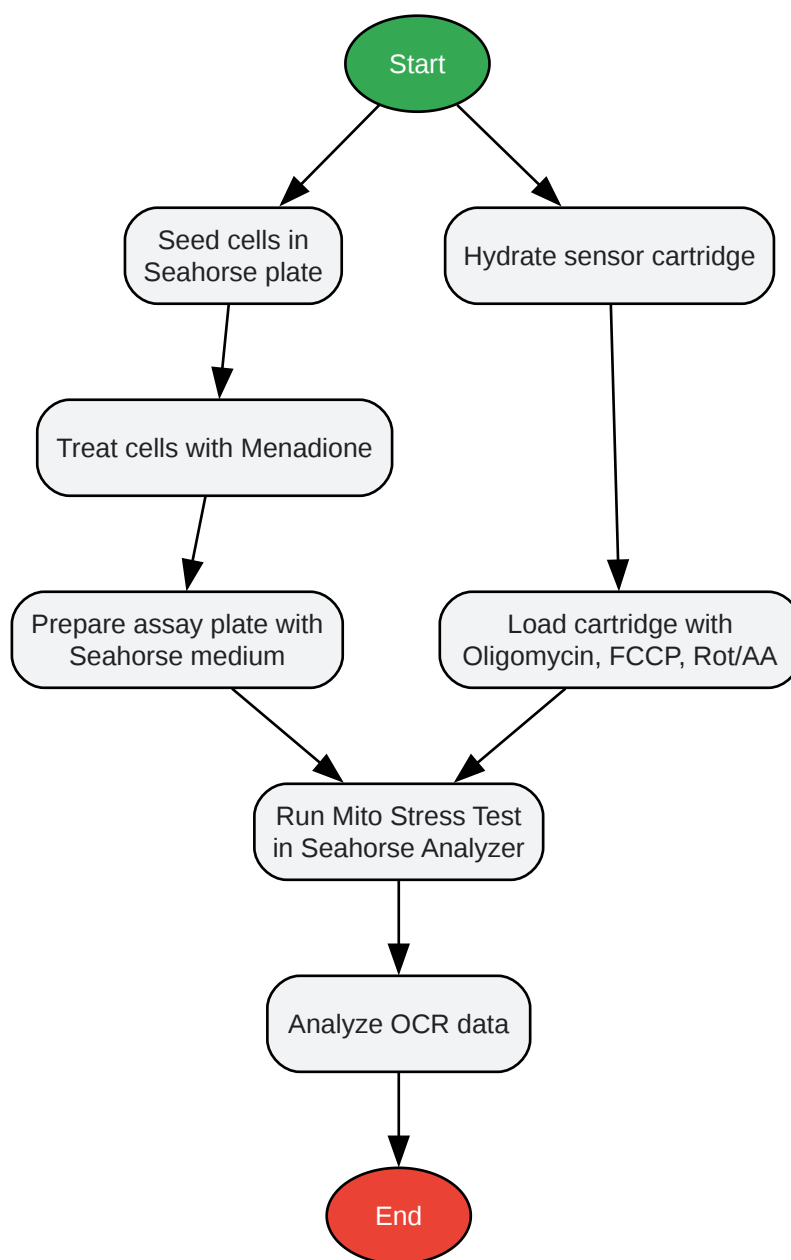 Start
Seed cells in
Seahorse plate
Hydrate sensor cartridge
Treat cells with Menadione
Prepare assay plate with
Seahorse medium
Load cartridge with
Oligomycin, FCCP, Rot/AA
Run Mito Stress Test
in Seahorse Analyzer
Analyze OCR data
End